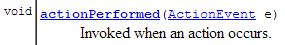 void actionPerformed(ActionEvent e)
Invoked when an action occurs.